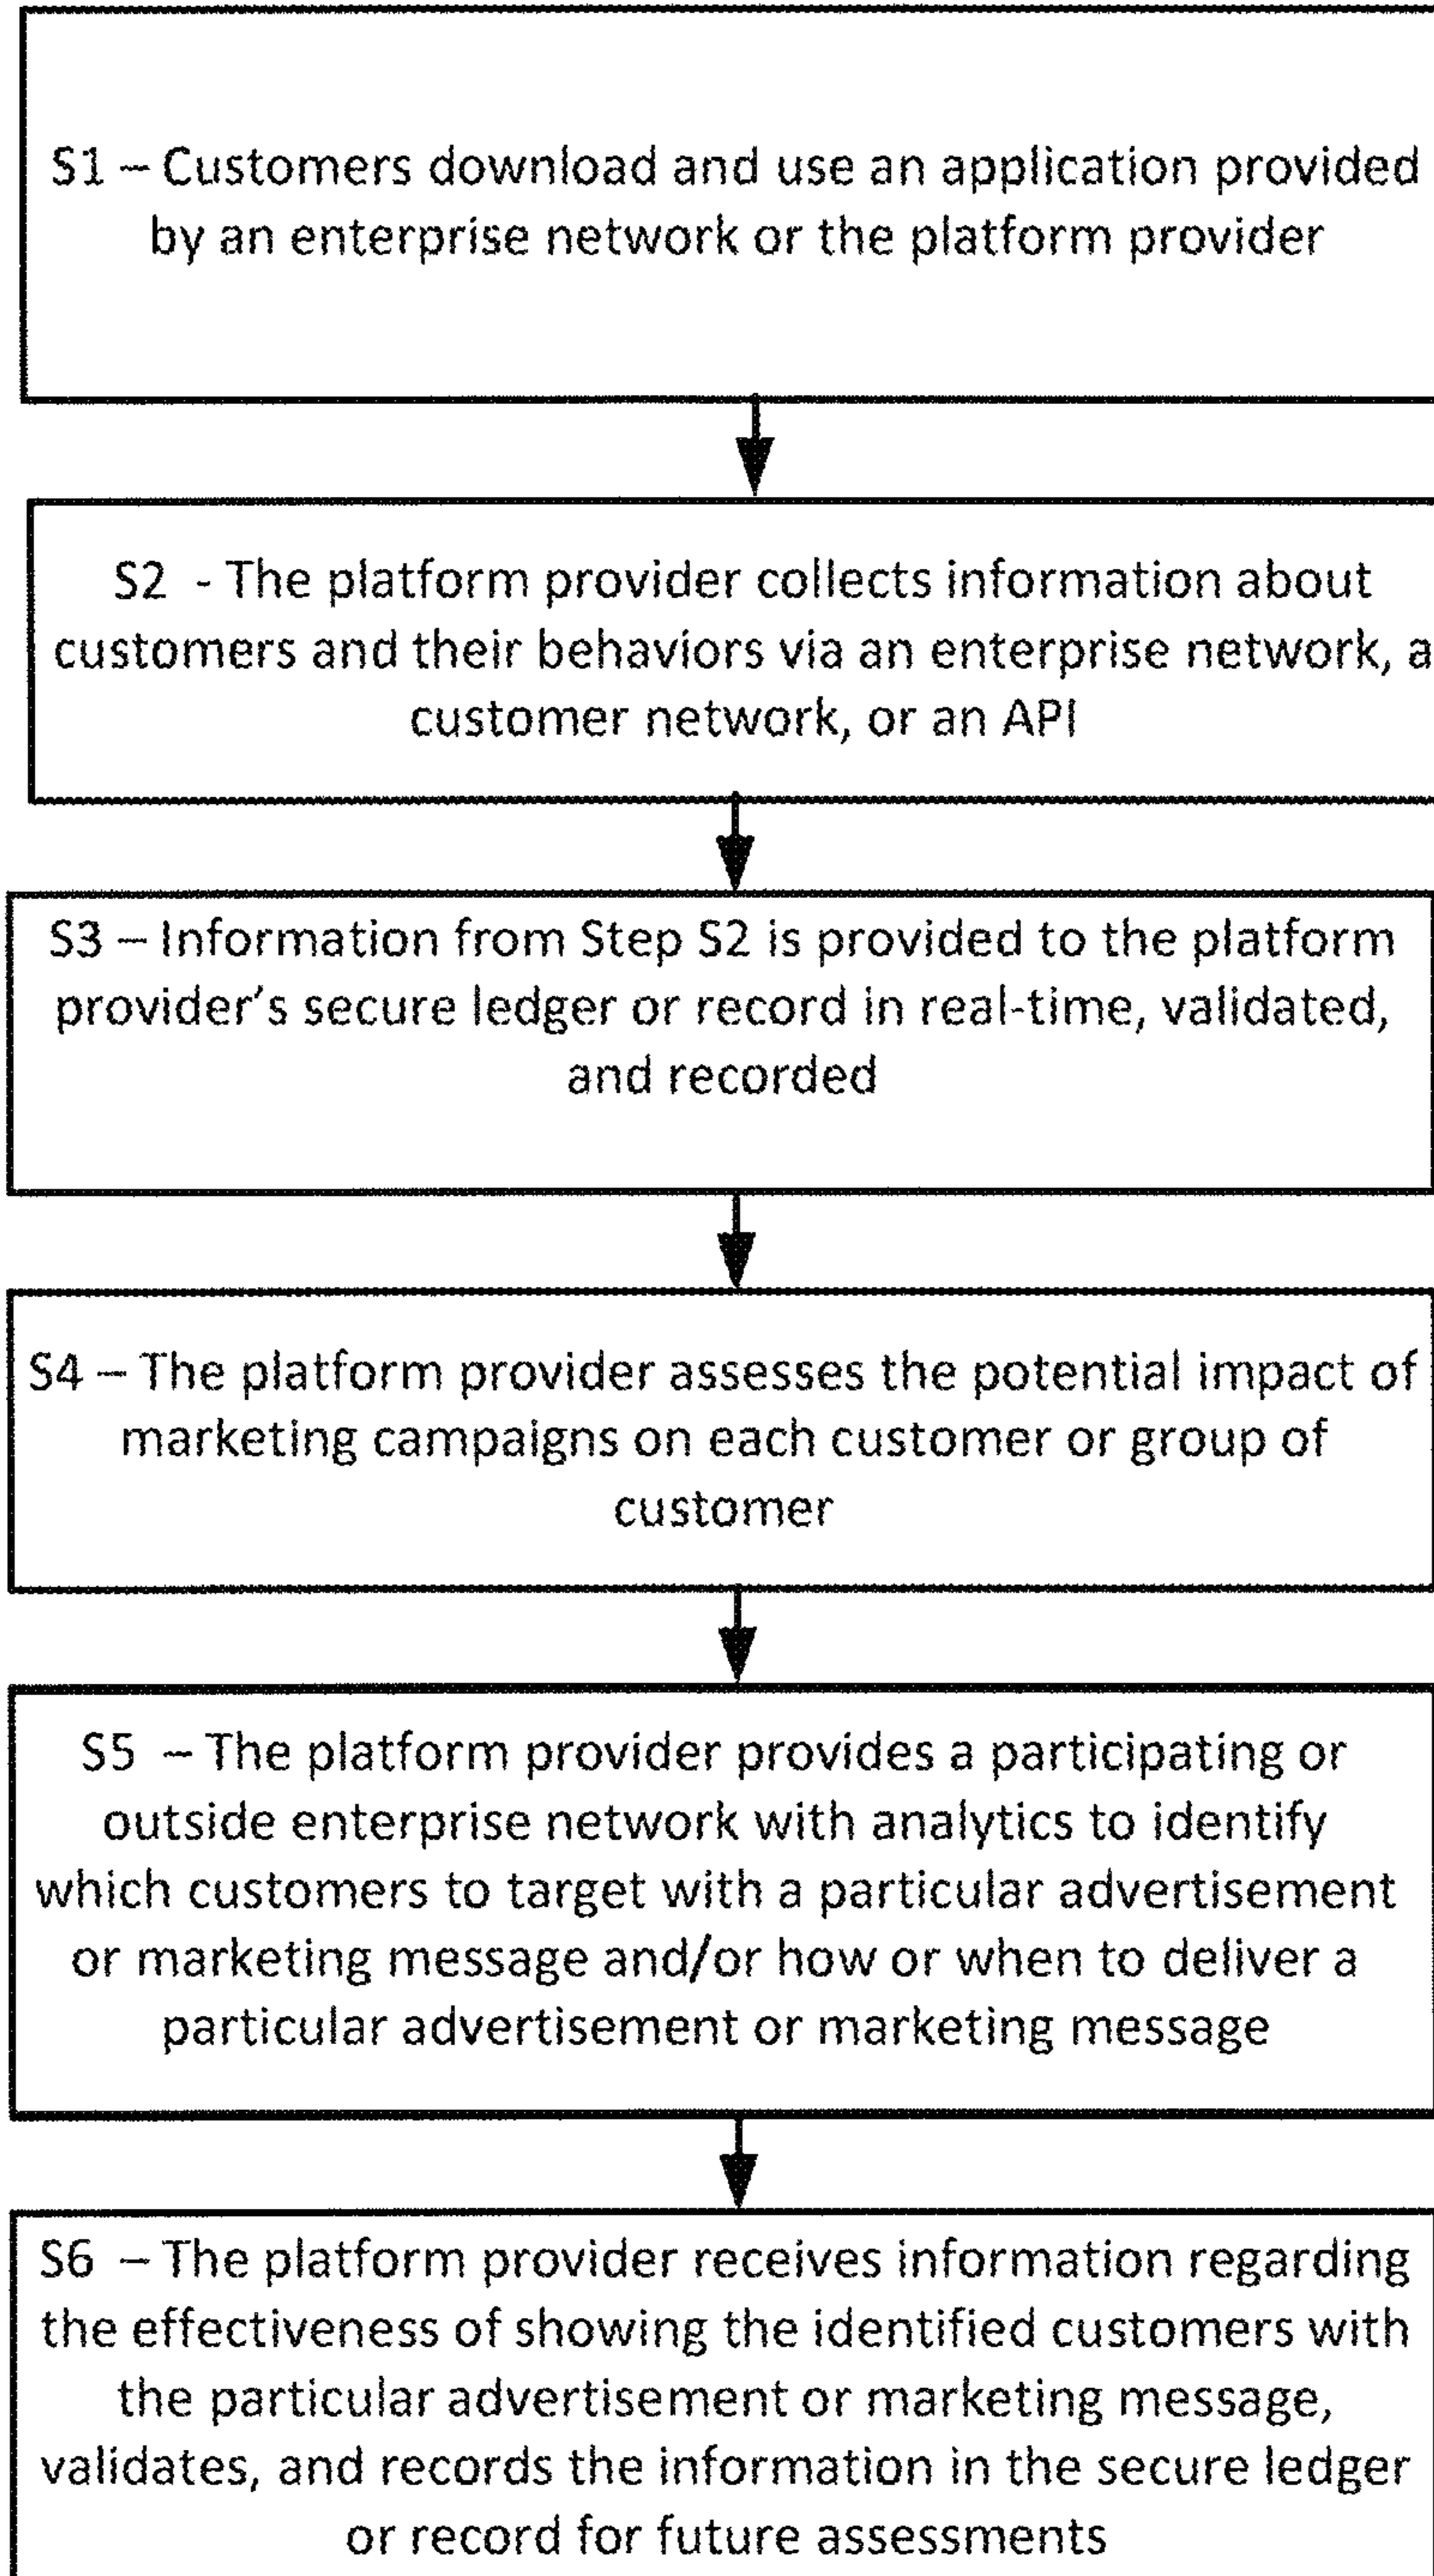 S1 – Customers download and use an application provided
by an enterprise network or the platform provider
S2 - The platform provider collects information about
customers and their behaviors via an enterprise network, a
customer network, or an API
S3 – Information from Step S2 is provided to the platform
provider's secure ledger or record in real-time, validated,
and recorded
S4 – The platform provider assesses the potential impact of
marketing campaigns on each customer or group of
customer
S5 – The platform provider provides a participating or
outside enterprise network with analytics to identify
which customers to target with a particular advertisement
or marketing message and/or how or when to deliver a
particular advertisement or marketing message
S6 – The platform provider receives information regarding
the effectiveness of showing the identified customers with
the particular advertisement or marketing message,
validates, and records the information in the secure ledger
or record for future assessments